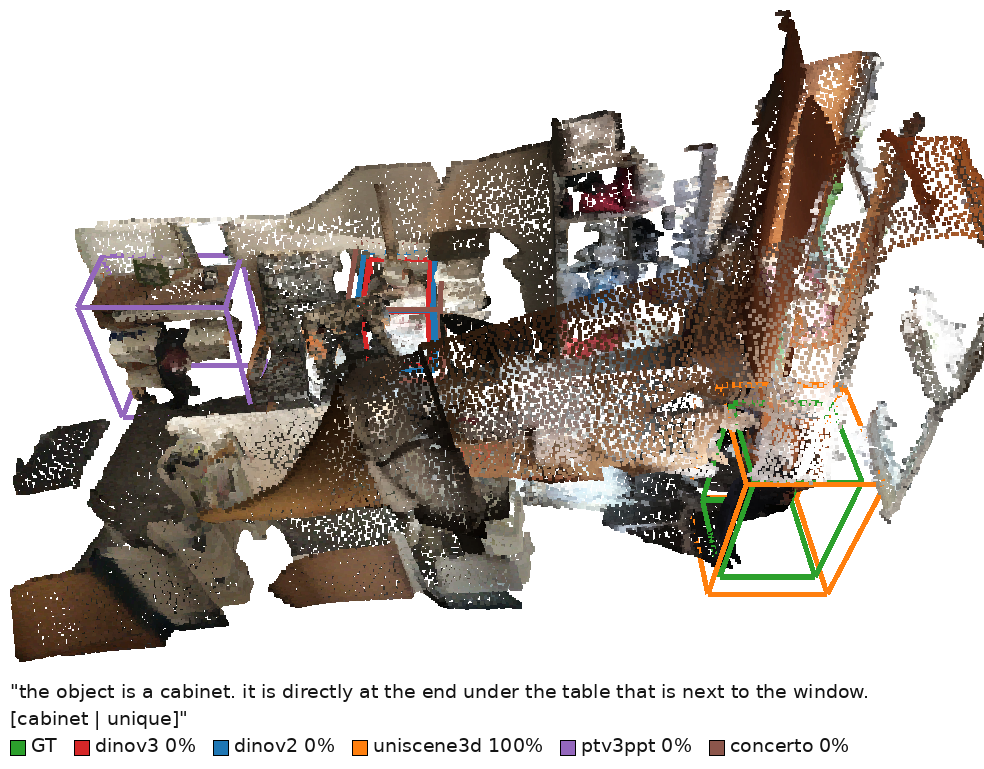 "the object is a cabinet. it is directly at the end under the table that is next to the window.
[cabinet | unique]"
GT dinov3 0% dinov2 0% uniscene3d 100% ptv3ppt 0% concerto 0%